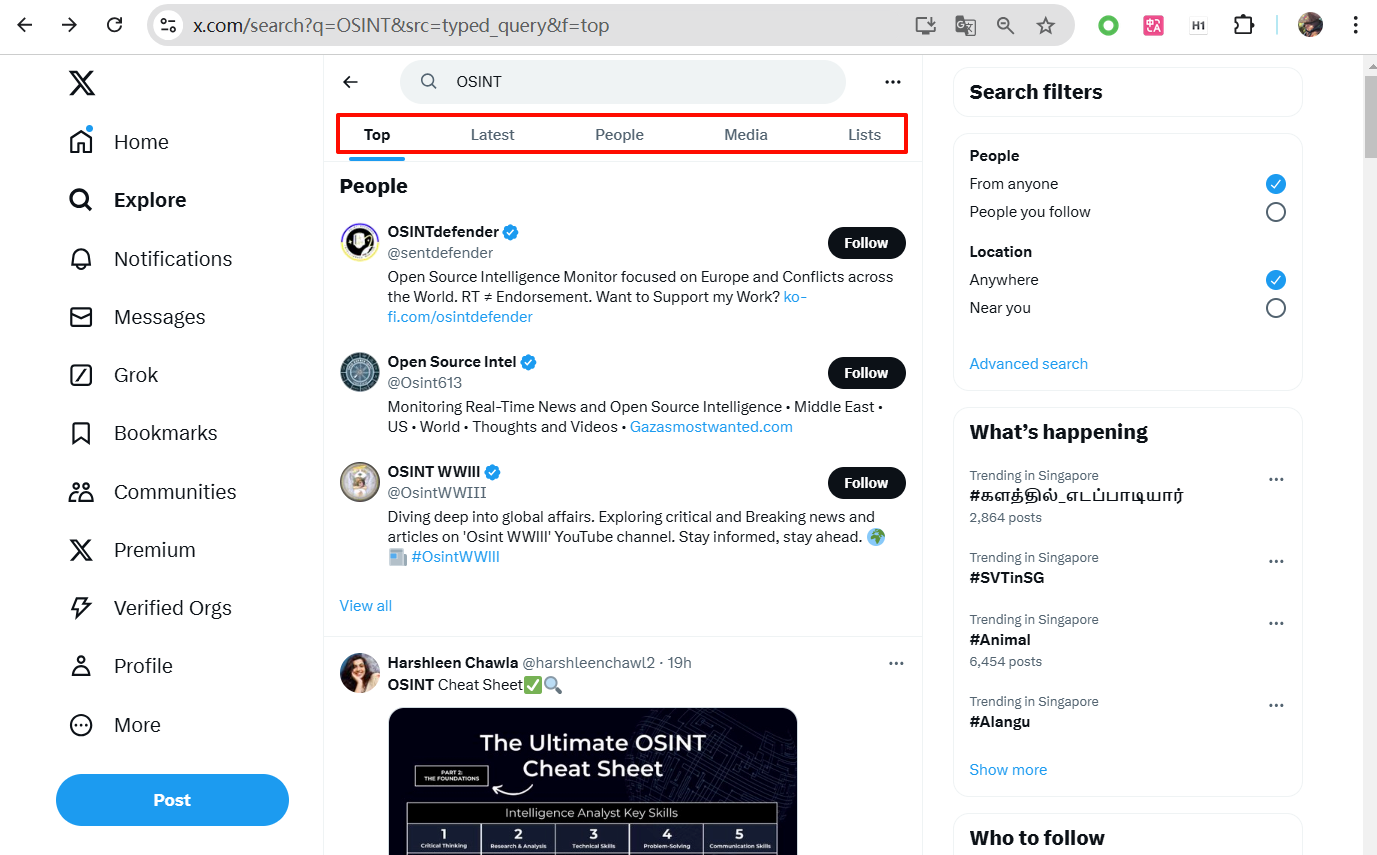 x.com/search?q=OSINT&src=typed_query&f=top
H1
Home
Explore
Notifications
Messages
Grok
Bookmarks
Communities
Premium
Verified Orgs
Profile
More
Post
OSINT
Top Latest People Media Lists
People
OSINTdefender
@sentdefender
Follow
Open Source Intelligence Monitor focused on Europe and Conflicts across
the World. RT ≠ Endorsement. Want to Support my Work? ko-
fi.com/osintdefender
Open Source Intel
@Osint613
Follow
Monitoring Real-Time News and Open Source Intelligence • Middle East •
US • World • Thoughts and Videos • Gazasmostwanted.com
OSINT WWIII
@OsintWWIII
Follow
Diving deep into global affairs. Exploring critical and Breaking news and
articles on 'Osint WWIII' YouTube channel. Stay informed, stay ahead. 🌍
📰 #OsintWWIII
View all
Harshleen Chawla @harshleenchawl2 · 19h
OSINT Cheat Sheet✅🔍
The Ultimate OSINT
Cheat Sheet
PART 2:
THE FOUNDATIONS
Intelligence Analyst Key Skills
1 2 3 4 5
Critical Thinking Research & Analysis Technical Skills Problem-Solving Communication Skills
Search filters
People
From anyone
People you follow
Location
Anywhere
Near you
Advanced search
What's happening
Trending in Singapore
#களத்தில்_எடப்பாடியார்
2,864 posts
Trending in Singapore
#SVTinSG
Trending in Singapore
#Animal
6,454 posts
Trending in Singapore
#Alangu
Show more
Who to follow